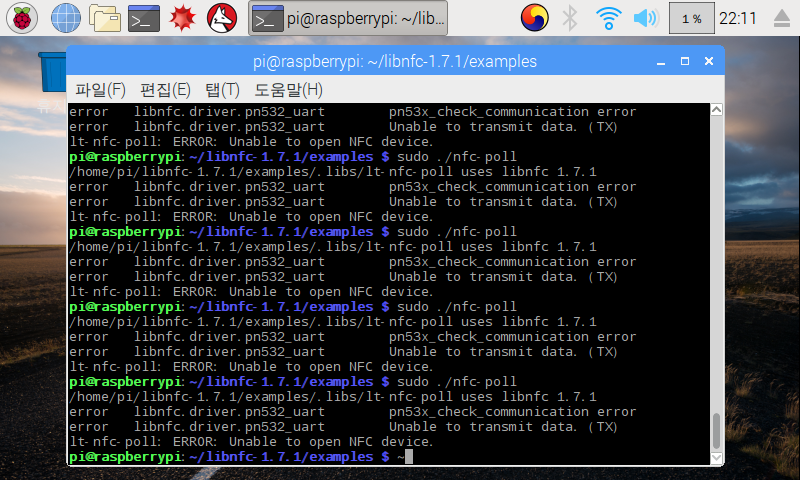 pi@raspberrypi: ~/lib...
1 %
22:11
pi@raspberrypi: ~/libnfc-1.7.1/examples
파일(F) 편집(E) 탭(T) 도움말(H)
error libnfc.driver.pn532_uart pn53x_check_communication error
error libnfc.driver.pn532_uart Unable to transmit data. (TX)
lt-nfc-poll: ERROR: Unable to open NFC device.
pi@raspberrypi:~/libnfc-1.7.1/examples $ sudo ./nfc-poll
/home/pi/libnfc-1.7.1/examples/.libs/lt-nfc-poll uses libnfc 1.7.1
error libnfc.driver.pn532_uart pn53x_check_communication error
error libnfc.driver.pn532_uart Unable to transmit data. (TX)
lt-nfc-poll: ERROR: Unable to open NFC device.
pi@raspberrypi:~/libnfc-1.7.1/examples $ sudo ./nfc-poll
/home/pi/libnfc-1.7.1/examples/.libs/lt-nfc-poll uses libnfc 1.7.1
error libnfc.driver.pn532_uart pn53x_check_communication error
error libnfc.driver.pn532_uart Unable to transmit data. (TX)
lt-nfc-poll: ERROR: Unable to open NFC device.
pi@raspberrypi:~/libnfc-1.7.1/examples $ sudo ./nfc-poll
/home/pi/libnfc-1.7.1/examples/.libs/lt-nfc-poll uses libnfc 1.7.1
error libnfc.driver.pn532_uart pn53x_check_communication error
error libnfc.driver.pn532_uart Unable to transmit data. (TX)
lt-nfc-poll: ERROR: Unable to open NFC device.
pi@raspberrypi:~/libnfc-1.7.1/examples $ sudo ./nfc-poll
/home/pi/libnfc-1.7.1/examples/.libs/lt-nfc-poll uses libnfc 1.7.1
error libnfc.driver.pn532_uart pn53x_check_communication error
error libnfc.driver.pn532_uart Unable to transmit data. (TX)
lt-nfc-poll: ERROR: Unable to open NFC device.
pi@raspberrypi:~/libnfc-1.7.1/examples $ ~